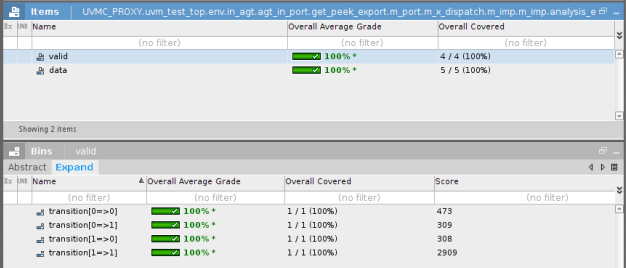 Items UVMC_PROXY.uvm_test_top.env.in_agt.agt_in_port.get_peek_export.m_port.m_x_dispatch.m_imp.m_imp.analysis_e
Ex UNR Name Overall Average Grade Overall Covered
(no filter) (no filter) (no filter)
valid 100% * 4 / 4 (100%)
data 100% * 5 / 5 (100%)
Showing 2 items
Bins valid
Abstract Expand
Ex UNR Name Overall Average Grade Overall Covered Score
(no filter) (no filter) (no filter) (no filter)
transition[0=>0] 100% * 1 / 1 (100%) 473
transition[0=>1] 100% * 1 / 1 (100%) 309
transition[1=>0] 100% * 1 / 1 (100%) 308
transition[1=>1] 100% * 1 / 1 (100%) 2909